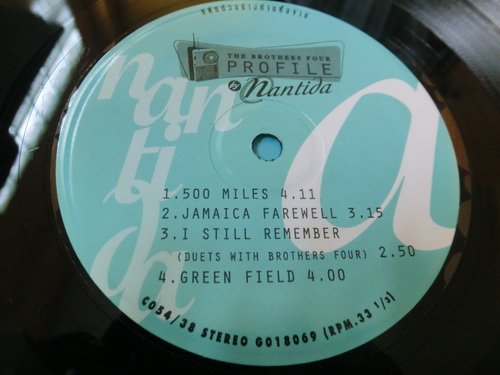 THE BROTHERS FOUR
PROFILE
by Nantida
nan
ti
da
a
1.500 MILES 4.11
2.JAMAICA FAREWELL 3.15
3.I STILL REMEMBER
(DUETS WITH BROTHERS FOUR) 2.50
4.GREEN FIELD 4.00
CO54/38 STEREO GO18069 (RPM.33 1/3)